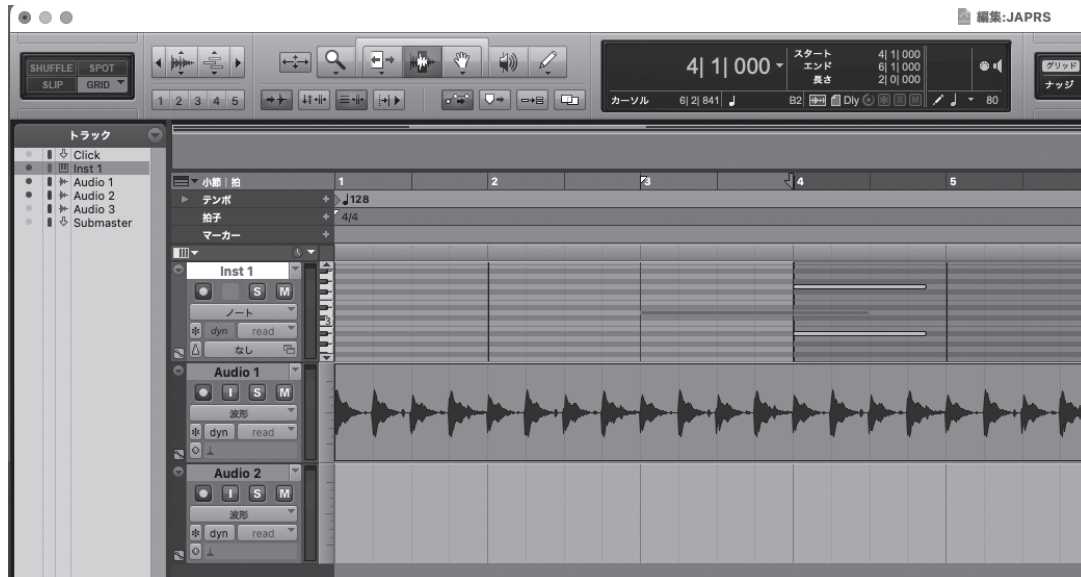 編集:JAPRS
SHUFFLE SPOT
SLIP GRID
1 2 3 4 5
4| 1| 000
スタート 4| 1| 000
エンド 6| 1| 000
長さ 2| 0| 000
カーソル 6| 2| 841 B2 Dly S M 80
グリッド
ナッジ
トラック
Click
Inst 1
Audio 1
Audio 2
Audio 3
Submaster
小節|拍 1 2 3 4 5
テンポ + 128
拍子 + 4/4
マーカー +
Inst 1
S M
ノート
dyn read
なし
3
Audio 1
I S M
波形
dyn read
Audio 2
I S M
波形
dyn read